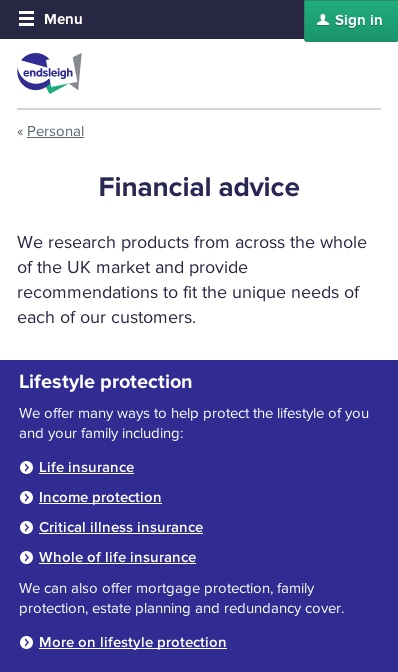 Menu
Sign in
endsleigh
« Personal
Financial advice
We research products from across the whole
of the UK market and provide
recommendations to fit the unique needs of
each of our customers.
Lifestyle protection
We offer many ways to help protect the lifestyle of you
and your family including:
Life insurance
Income protection
Critical illness insurance
Whole of life insurance
We can also offer mortgage protection, family
protection, estate planning and redundancy cover.
More on lifestyle protection